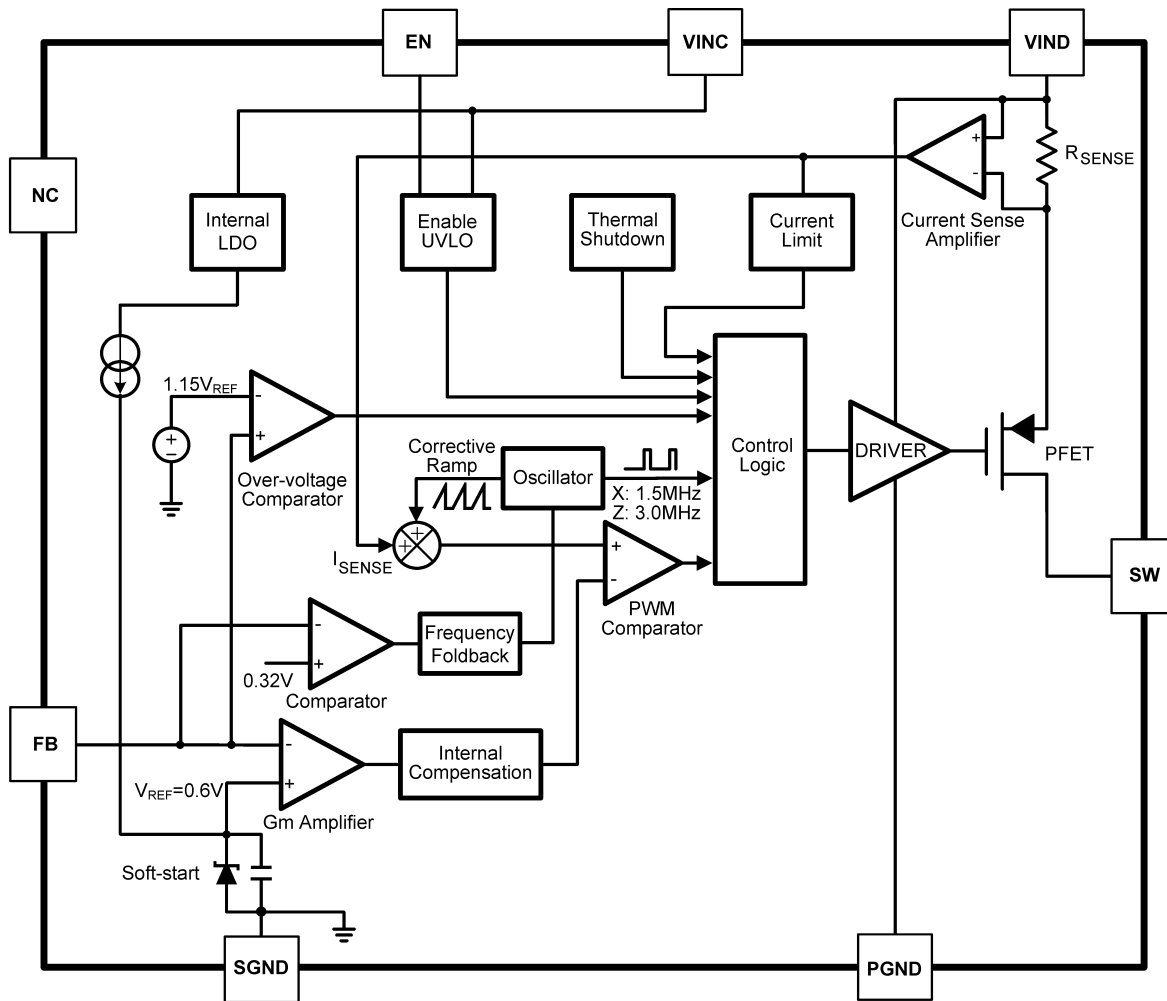 EN
VINC
VIND
NC
Internal
LDO
Enable
UVLO
Thermal
Shutdown
Current
Limit
+
-
Current Sense
Amplifier
RSENSE
1.15VREF
+
−
-
+
Over-voltage
Comparator
Corrective
Ramp
Oscillator
X: 1.5MHz
Z: 3.0MHz
Control
Logic
DRIVER
PFET
+
+
ISENSE
+
-
PWM
Comparator
SW
-
+
0.32V
Comparator
Frequency
Foldback
FB
-
+
VREF=0.6V
Gm Amplifier
Internal
Compensation
Soft-start
SGND
PGND